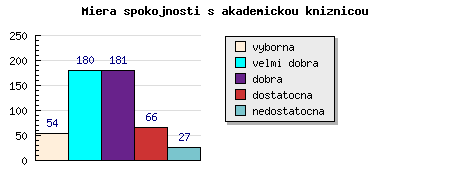 Miera spokojnosti s akademickou kniznicou
250
200
150
100
50
0
54
180
181
66
27
vyborna
velmi dobra
dobra
dostatocna
nedostatocna